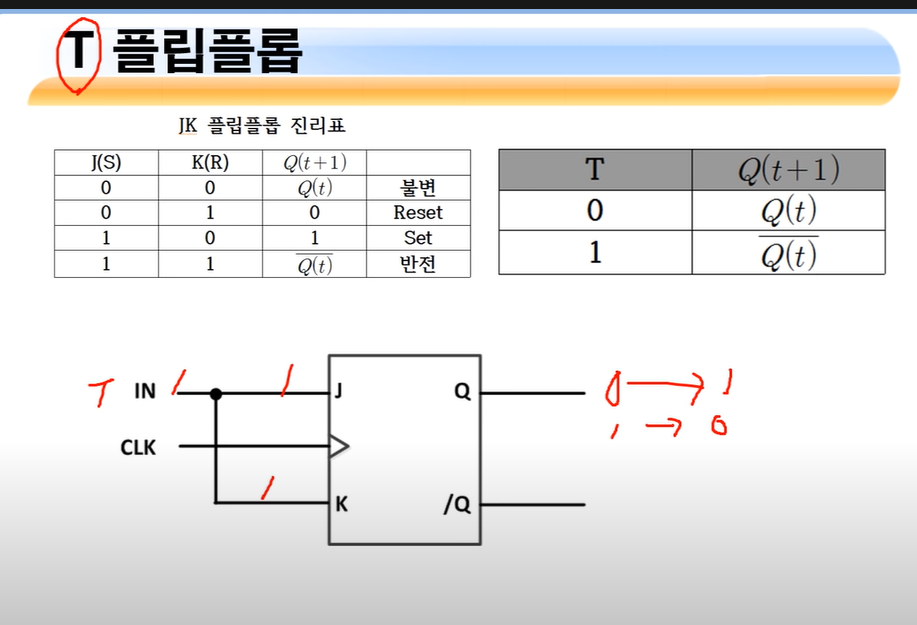 T 플립플롭
JK 플립플롭 진리표
J(S) K(R) Q(t+1)
0 0 Q(t) 불변
0 1 0 Reset
1 0 1 Set
1 1 \overline{Q(t)} 반전
T Q(t+1)
0 Q(t)
1 \overline{Q(t)}
T IN 1 1 J Q 0 → 1
1 → 0
CLK
1 K /Q